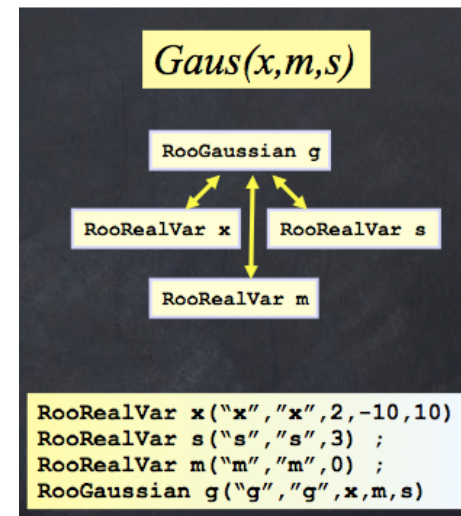 Gaus(x,m,s)
RooGaussian g
RooRealVar x
RooRealVar s
RooRealVar m
RooRealVar x(“x”,”x”,2,-10,10)
RooRealVar s(“s”,”s”,3) ;
RooRealVar m(“m”,”m”,0) ;
RooGaussian g(“g”,”g”,x,m,s)